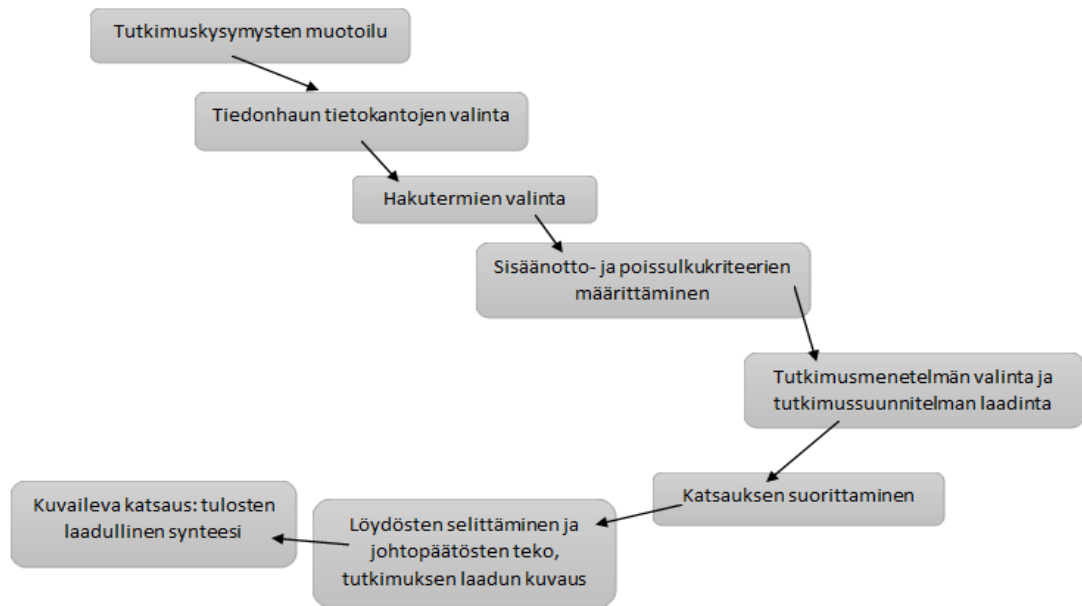 Tutkimuskysymysten muotoilu
Tiedonhaun tietokantojen valinta
Hakutermien valinta
Sisäänotto- ja poissulkukriteerien
määrittäminen
Tutkimusmenetelmän valinta ja
tutkimussuunnitelman laadinta
Katsauksen suorittaminen
Löydösten selittäminen ja
johtopäätösten teko,
tutkimuksen laadun kuvaus
Kuvaileva katsaus: tulosten
laadullinen synteesi